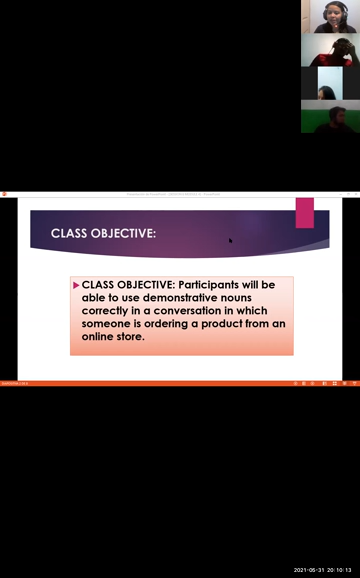 CLASS OBJECTIVE:
CLASS OBJECTIVE: Participants will be
able to use demonstrative nouns
correctly in a conversation in which
someone is ordering a product from an
online store.
2021-05-31 20:10:13